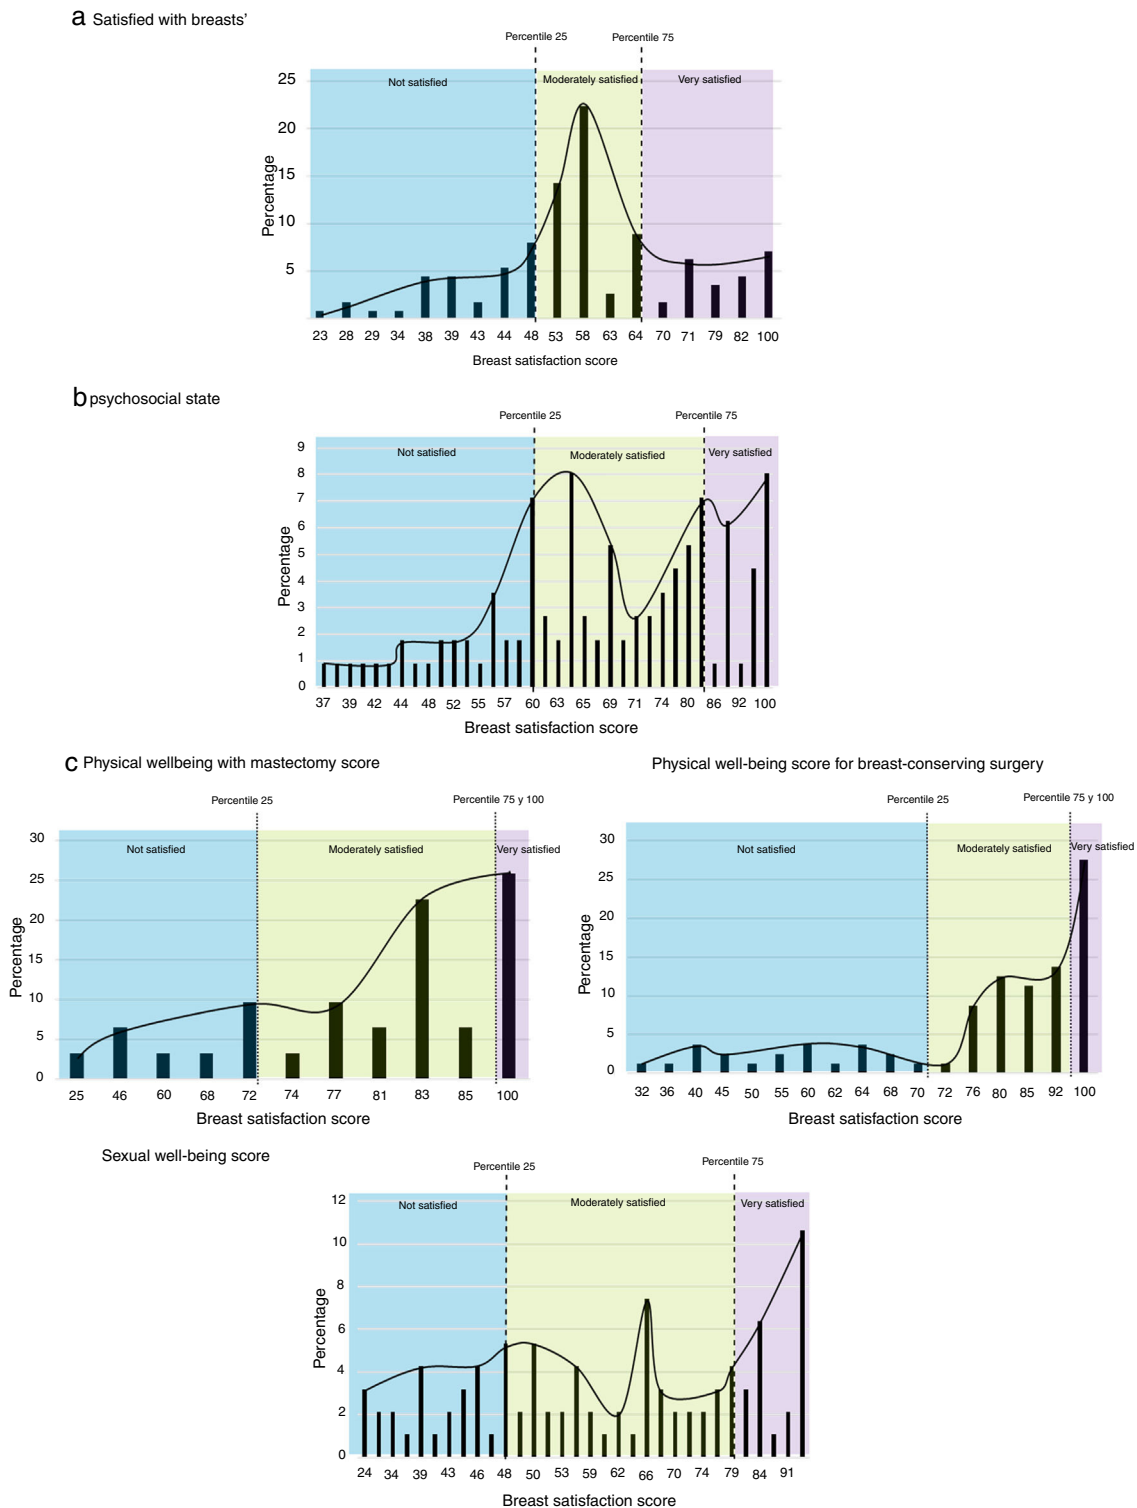 a Satisfied with breasts’
Percentile 25 Percentile 75
Not satisfied Moderately satisfied Very satisfied
25
20
15
10
5
Percentage
23 28 29 34 38 39 43 44 48 53 58 63 64 70 71 79 82 100
Breast satisfaction score
b psychosocial state
Percentile 25 Percentile 75
Not satisfied Moderately satisfied Very satisfied
9
8
7
6
5
4
3
2
1
0
Percentage
37 39 42 44 48 52 55 57 60 63 65 69 71 74 80 86 92 100
Breast satisfaction score
c Physical wellbeing with mastectomy score
Percentile 25 Percentile 75 y 100
Not satisfied Moderately satisfied Very satisfied
30
25
20
15
10
5
0
Percentage
25 46 60 68 72 74 77 81 83 85 100
Breast satisfaction score
Physical well-being score for breast-conserving surgery
Percentile 25 Percentile 75 y 100
Not satisfied Moderately satisfied Very satisfied
30
25
20
15
10
5
0
Percentage
32 36 40 45 50 55 60 62 64 68 70 72 76 80 85 92 100
Breast satisfaction score
Sexual well-being score
Percentile 25 Percentile 75
Not satisfied Moderately satisfied Very satisfied
12
10
8
6
4
2
0
Percentage
24 34 39 43 46 48 50 53 59 62 66 70 74 79 84 91
Breast satisfaction score